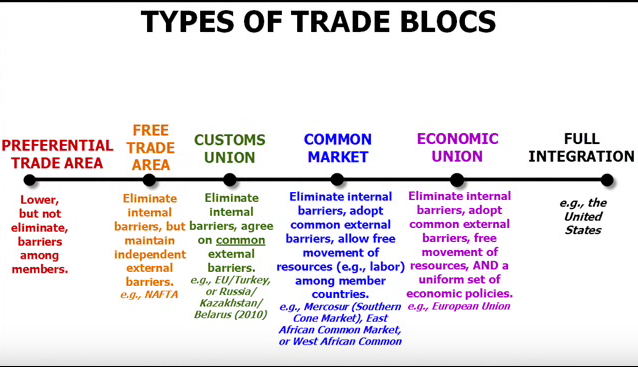 TYPES OF TRADE BLOCS
PREFERENTIAL
TRADE AREA
Lower,
but not
eliminate,
barriers
among
members.
FREE
TRADE
AREA
Eliminate
internal
barriers, but
maintain
independent
external
barriers.
e.g., NAFTA
CUSTOMS
UNION
Eliminate
internal
barriers, agree
on common
external
barriers.
e.g., EU/Turkey,
or Russia/
Kazakhstan/
Belarus (2010)
COMMON
MARKET
Eliminate internal
barriers, adopt
common external
barriers, allow free
movement of
resources (e.g., labor)
among member
countries.
e.g., Mercosur (Southern
Cone Market), East
African Common Market,
or West African Common
ECONOMIC
UNION
Eliminate internal
barriers, adopt
common external
barriers, free
movement of
resources, AND a
uniform set of
economic policies.
e.g., European Union
FULL
INTEGRATION
e.g., the
United
States